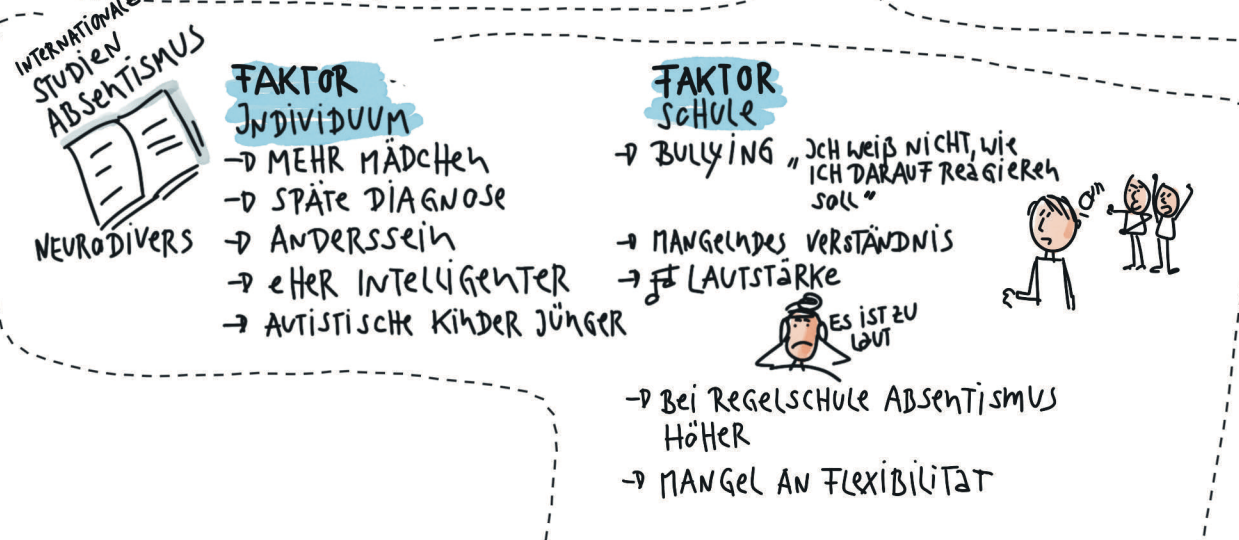 INTERNATIONALE
STUDIEN
ABSENTISMUS
NEURODIVERS
FAKTOR
INDIVIDUUM
→ MEHR MÄDCHEN
→ SPÄTE DIAGNOSE
→ ANDERSSEIN
→ EHER INTELLIGENTER
→ AUTISTISCHE KINDER JÜNGER
FAKTOR
SCHULE
→ BULLYING „ICH WEIß NICHT, WIE
ICH DARAUF REAGIEREN
SOLL"
→ MANGELNDES VERSTÄNDNIS
→ LAUTSTÄRKE
ES IST ZU
LAUT
→ BEI REGELSCHULE ABSENTISMUS
HÖHER
→ MANGEL AN FLEXIBILITÄT